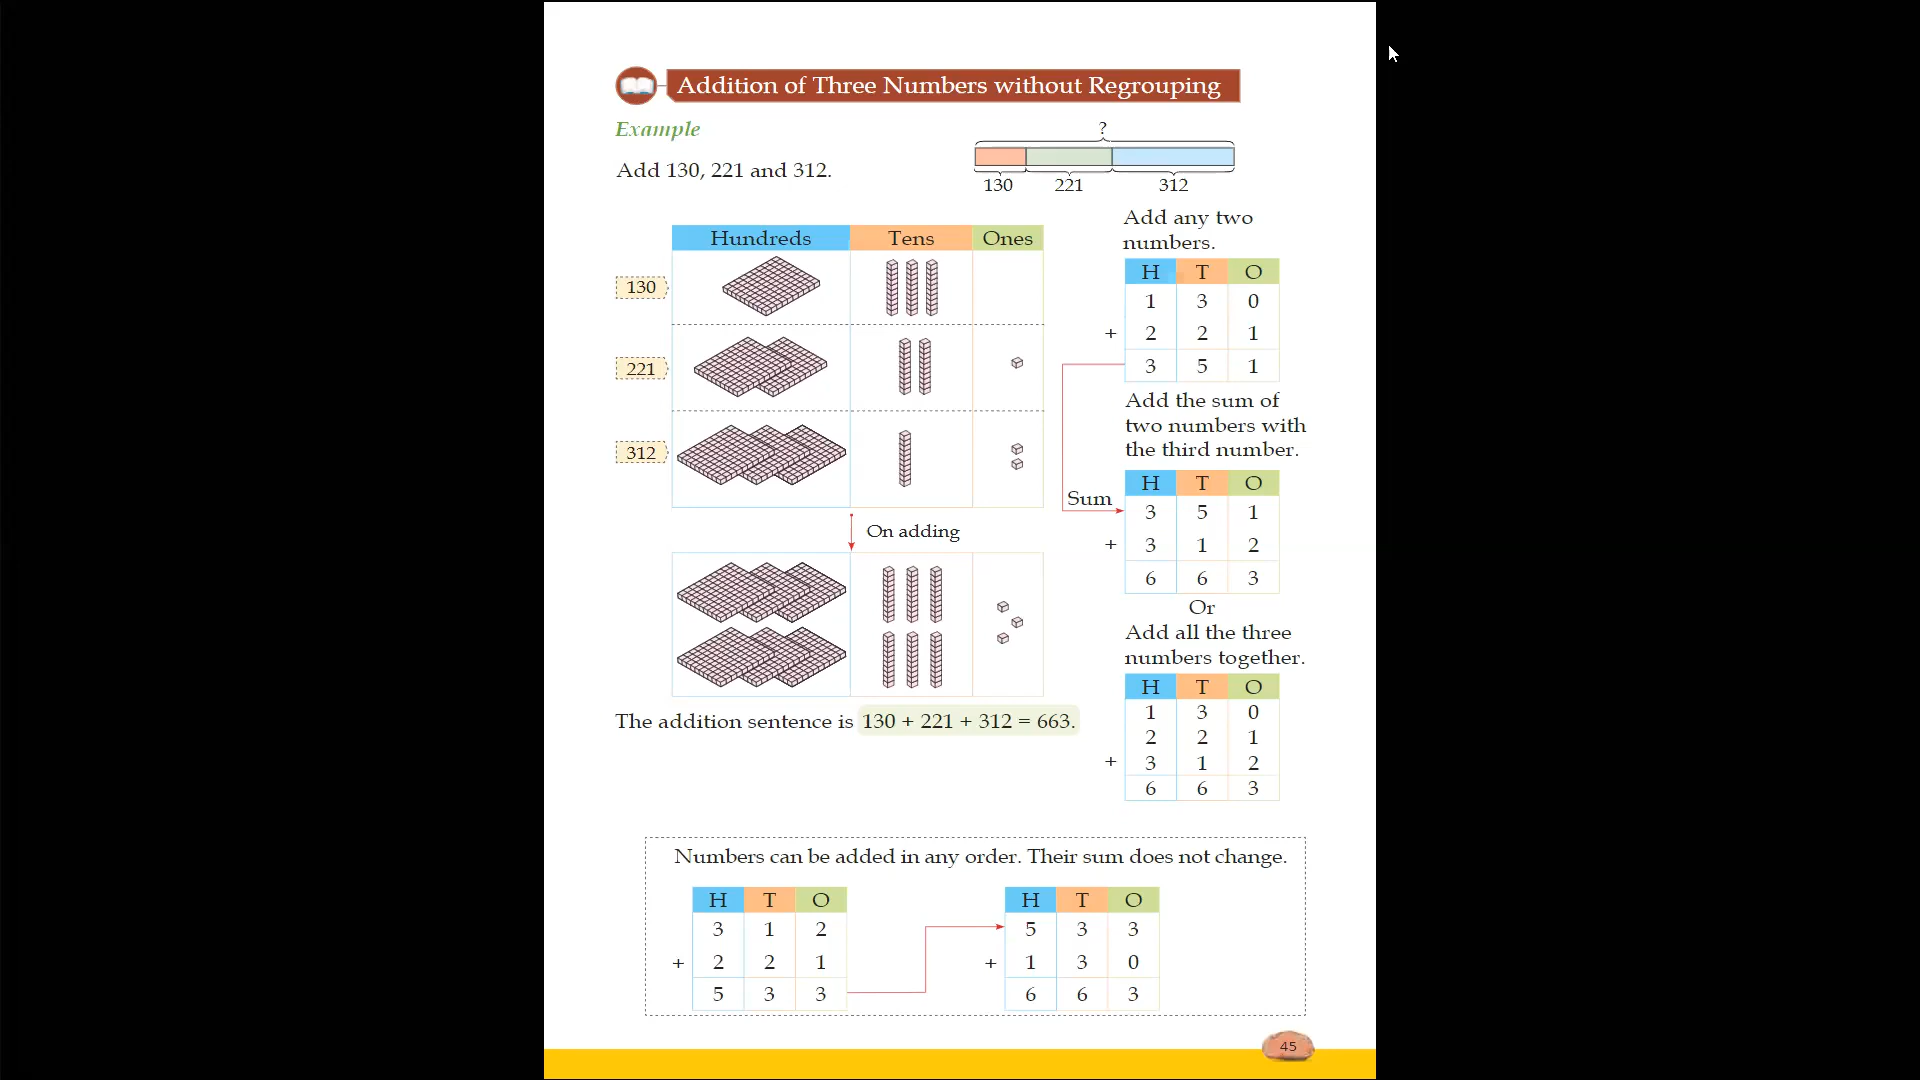 Addition of Three Numbers without Regrouping
Example
Add 130, 221 and 312.
?
130 221 312
Hundreds Tens Ones
130
221
312
On adding
The addition sentence is 130 + 221 + 312 = 663.
Add any two
numbers.
H T O
1 3 0
+ 2 2 1
3 5 1
Add the sum of
two numbers with
the third number.
H T O
Sum 3 5 1
+ 3 1 2
6 6 3
Or
Add all the three
numbers together.
H T O
1 3 0
2 2 1
+ 3 1 2
6 6 3
Numbers can be added in any order. Their sum does not change.
H T O
3 1 2
+ 2 2 1
5 3 3
H T O
5 3 3
+ 1 3 0
6 6 3
45